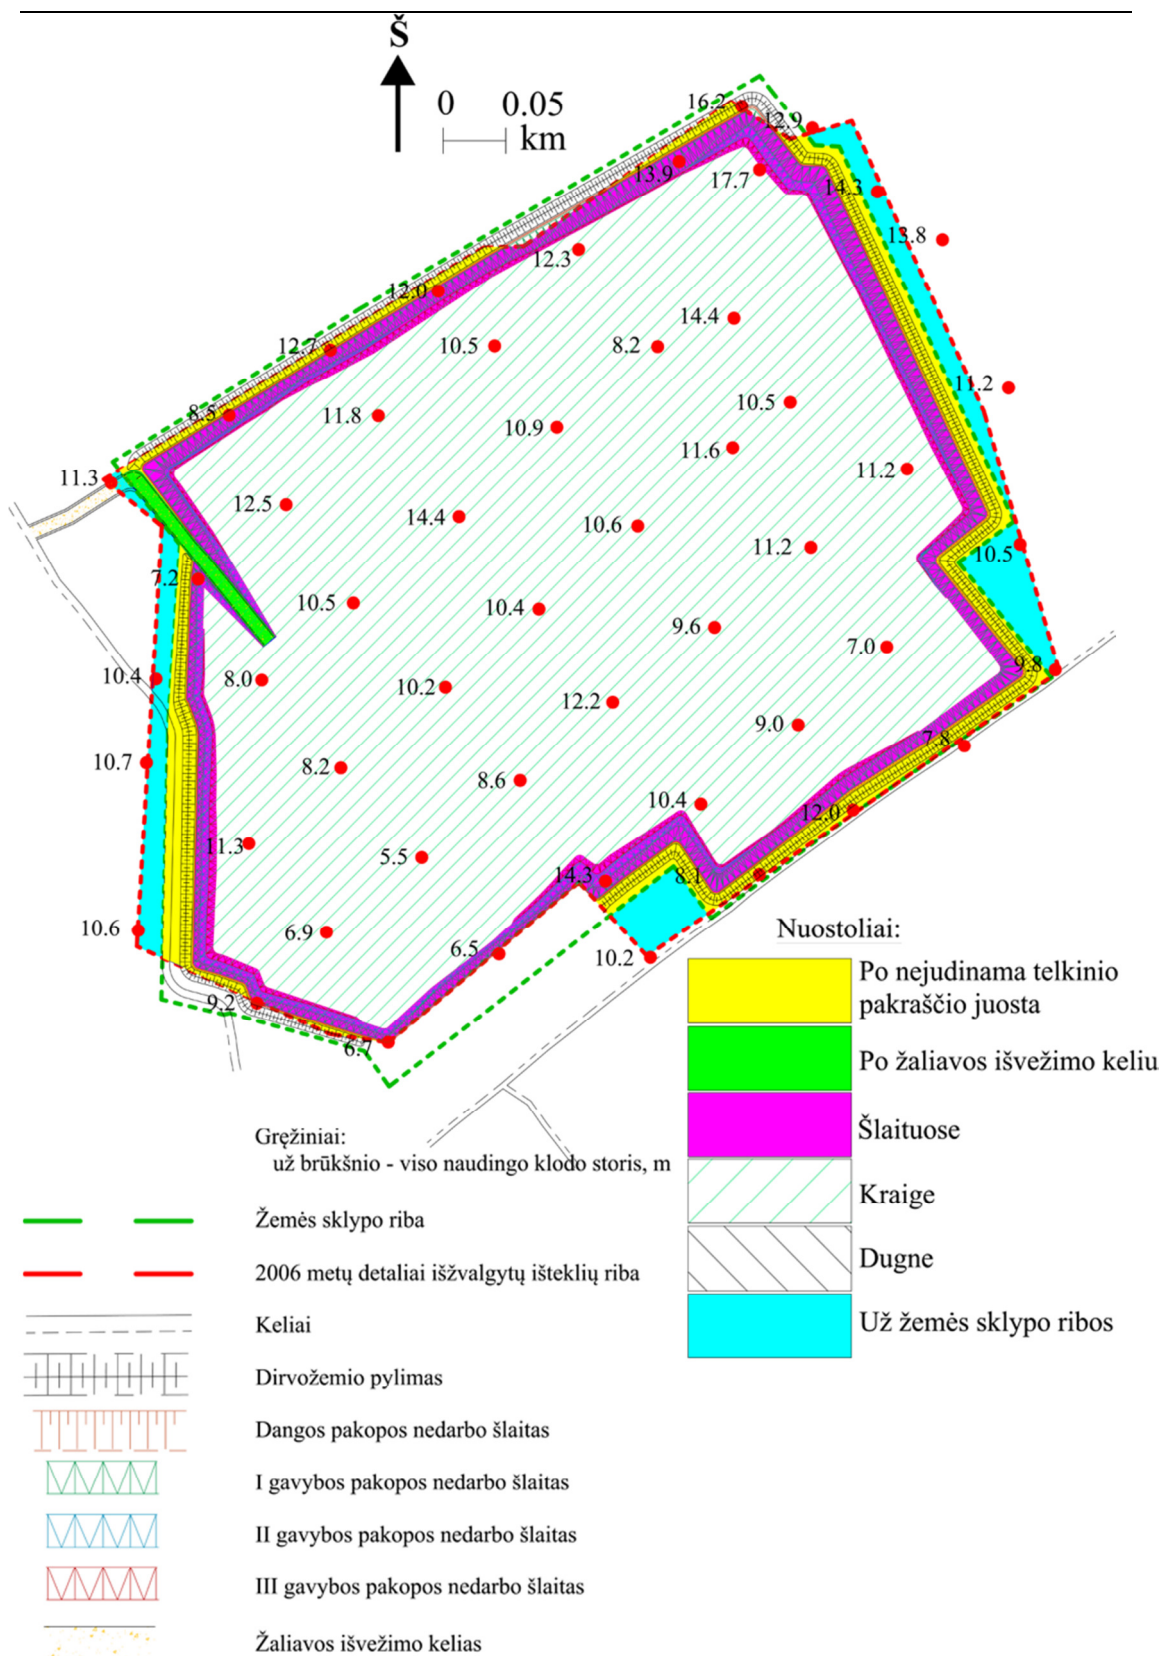 Š
0 0.05
km
16.2
12.9
13.9
17.7
14.3
13.8
12.3
12.0
14.4
12.7
10.5
8.2
11.2
10.5
8.5
11.8
10.9
11.6
11.2
11.3
12.5
14.4
10.6
11.2
10.5
7.2
10.5
10.4
9.6
7.0
9.8
10.4
8.0
10.2
12.2
9.0
7.8
10.7
8.2
8.6
10.4
12.0
11.3
5.5
14.3
8.1
10.6
6.9
6.5
10.2
9.2
6.7
Nuostoliai:
Po nejudinama telkinio
pakraščio juosta
Po žaliavos išvežimo keliu
Šlaituose
Kraige
Dugne
Už žemės sklypo ribos
Gręžiniai:
už brūkšnio - viso naudingo klodo storis, m
Žemės sklypo riba
2006 metų detaliai išžvalgytų išteklių riba
Keliai
Dirvožemio pylimas
Dangos pakopos nedarbo šlaitas
I gavybos pakopos nedarbo šlaitas
II gavybos pakopos nedarbo šlaitas
III gavybos pakopos nedarbo šlaitas
Žaliavos išvežimo kelias